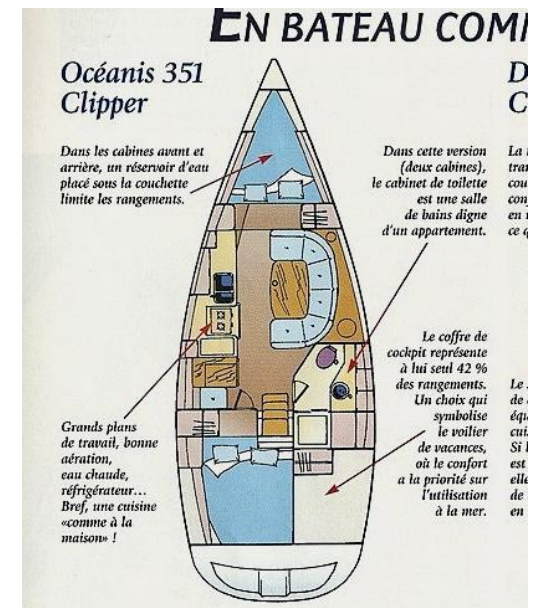 EN BATEAU COMM
Océanis 351
Clipper
Dans les cabines avant et
arrière, un réservoir d'eau
placé sous la couchette
limite les rangements.
Dans cette version
(deux cabines),
le cabinet de toilette
est une salle
de bains digne
d'un appartement.
Le coffre de
cockpit représente
à lui seul 42 %
des rangements.
Un choix qui
symbolise
le voilier
de vacances,
où le confort
a la priorité sur
l'utilisation
à la mer.
Grands plans
de travail, bonne
aération,
eau chaude,
réfrigérateur...
Bref, une cuisine
«comme à la
maison» !
D
C
La
tran
cou
con
en
ce q
Le
de
équ
cui
Si l
est
elle
de
en